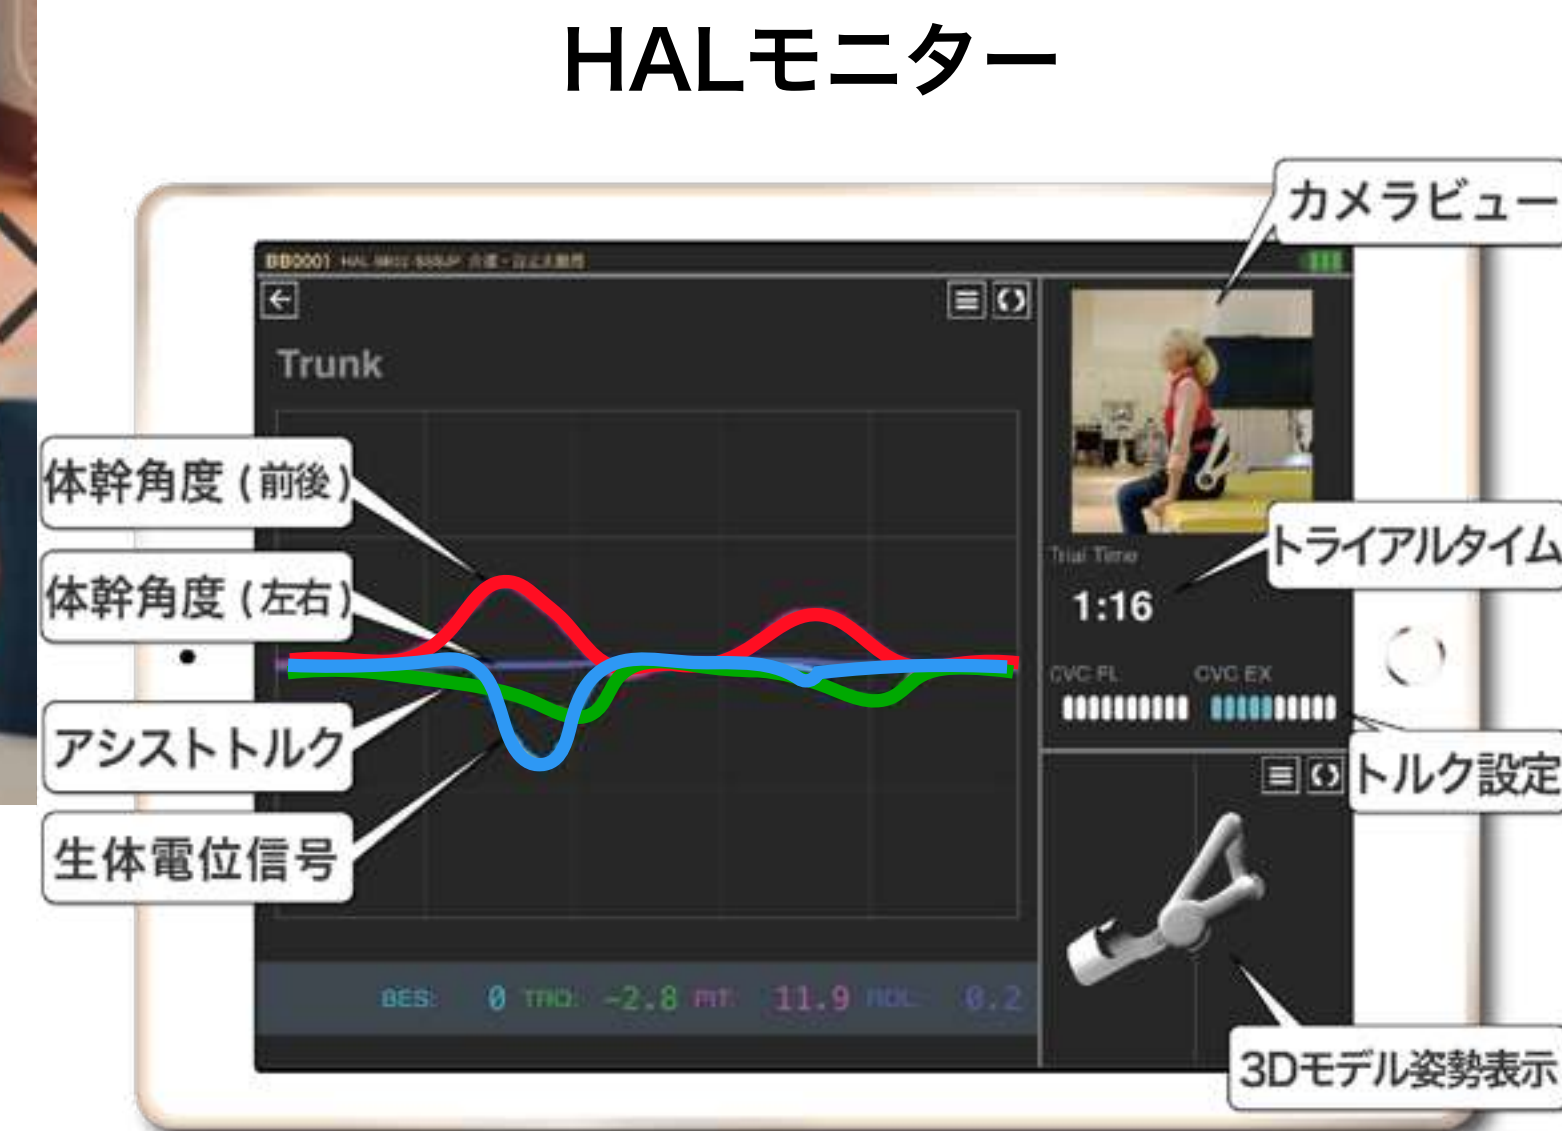 HALモニター
カメラビュー
BB0001
Trunk
体幹角度(前後)
体幹角度(左右)
アシストトルク
生体電位信号
Trial Time
トライアルタイム
1:16
CVC FL CVC EX
トルク設定
BES: 0 TRQ: -2.8 PIT: 11.9 ROL: 0.2
3Dモデル姿勢表示